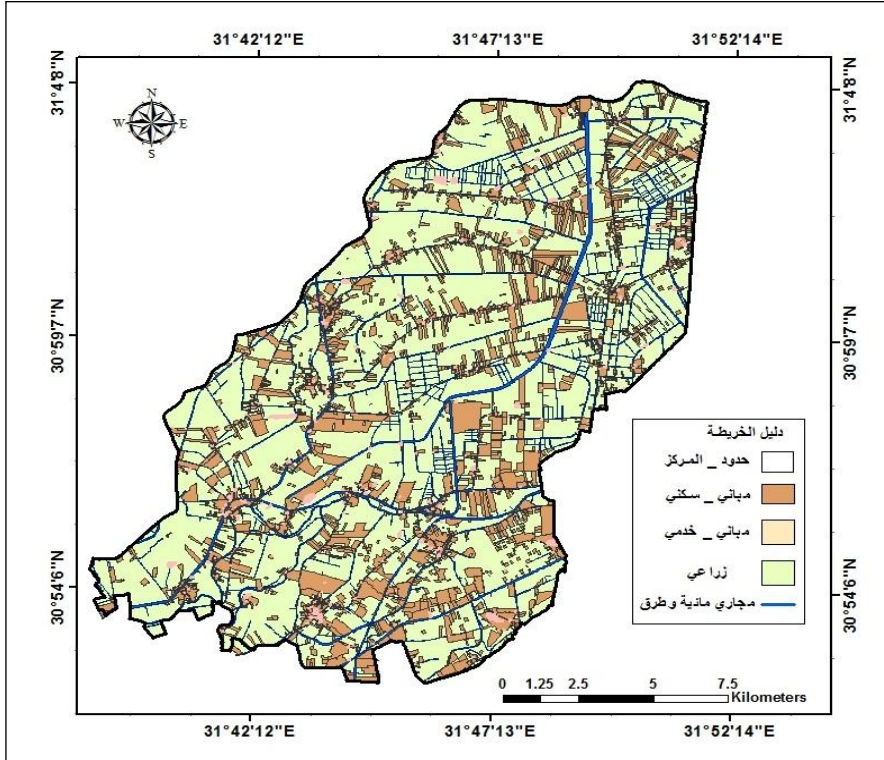 31°42'12"E 31°47'13"E 31°52'14"E
31°4'8"N
31°4'8"N
N
W E
S
30°59'7"N
30°59'7"N
دليل الخريطة
حدود _ المركز
مباني _ سكني
مباني _ خدمي
زراعي
مجاري مائية وطرق
30°54'6"N
30°54'6"N
0 1.25 2.5 5 7.5
Kilometers
31°42'12"E 31°47'13"E 31°52'14"E